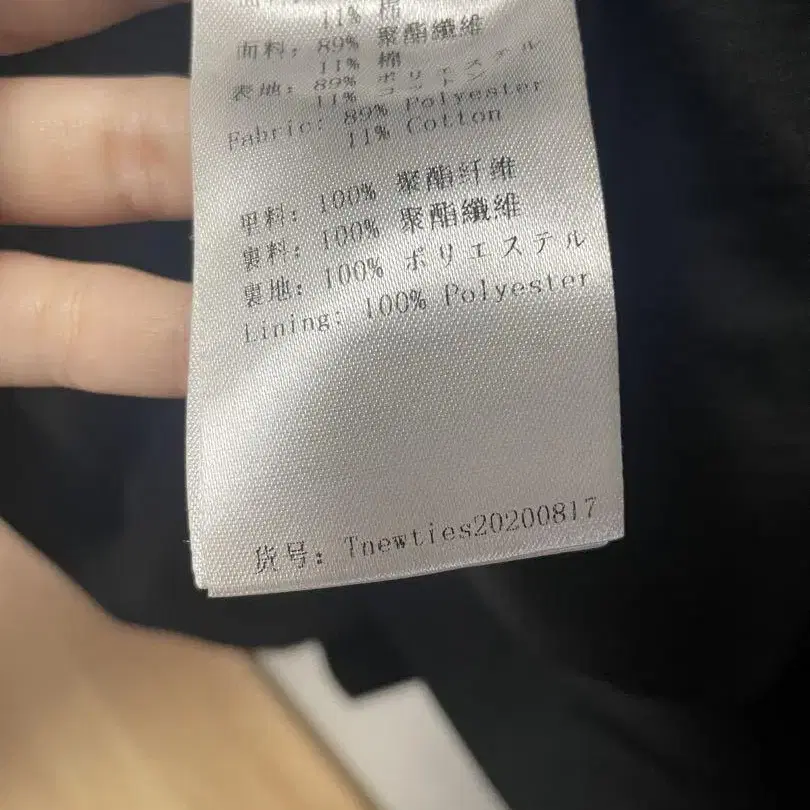 11% 棉
面料: 89% 聚酯纖維
11% 棉
表地: 89% ポリエステル
11% コットン
Fabric: 89% Polyester
11% Cotton
里料: 100% 聚酯纤维
裏料: 100% 聚酯纖維
裏地: 100% ポリエステル
Lining: 100% Polyester
货号: Tnewties20200817